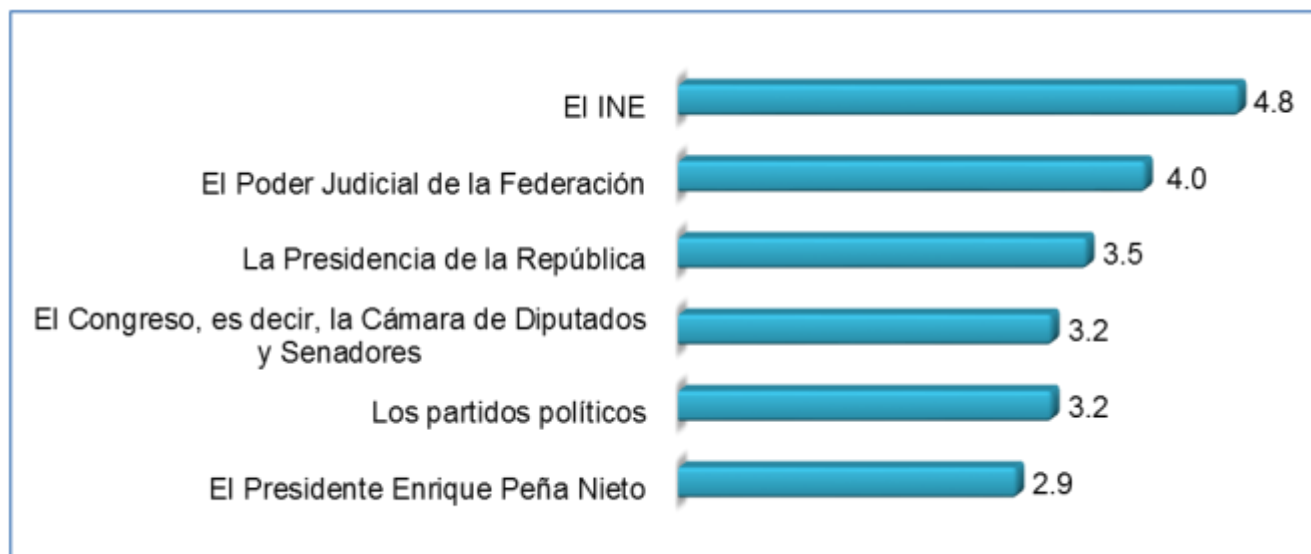 El INE
4.8
El Poder Judicial de la Federación
4.0
La Presidencia de la República
3.5
El Congreso, es decir, la Cámara de Diputados
y Senadores
3.2
Los partidos políticos
3.2
El Presidente Enrique Peña Nieto
2.9